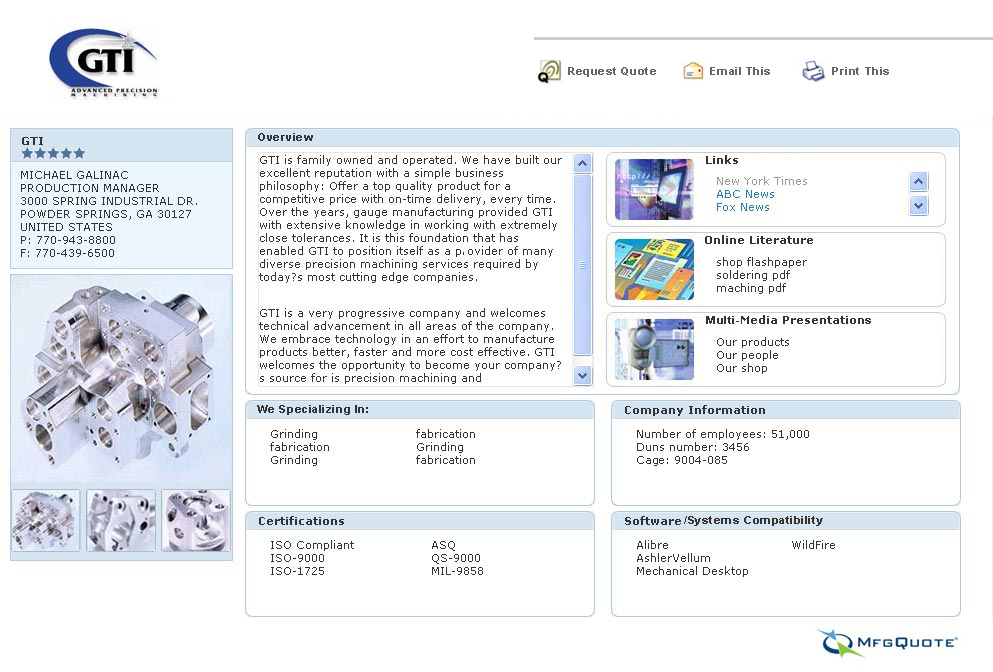 GTI
ADVANCED PRECISION
MACHINING
Request Quote
Email This
Print This
GTI
MICHAEL GALINAC
PRODUCTION MANAGER
3000 SPRING INDUSTRIAL DR.
POWDER SPRINGS, GA 30127
UNITED STATES
P: 770-943-8800
F: 770-439-6500
Overview
GTI is family owned and operated. We have built our
excellent reputation with a simple business
philosophy: Offer a top quality product for a
competitive price with on-time delivery, every time.
Over the years, gauge manufacturing provided GTI
with extensive knowledge in working with extremely
close tolerances. It is this foundation that has
enabled GTI to position itself as a p.ovider of many
diverse precision machining services required by
today?s most cutting edge companies.
GTI is a very progressive company and welcomes
technical advancement in all areas of the company.
We embrace technology in an effort to manufacture
products better, faster and more cost effective. GTI
welcomes the opportunity to become your company?
s source for is precision machining and
http://
Links
New York Times
ABC News
Fox News
Online Literature
shop flashpaper
soldering pdf
maching pdf
Multi-Media Presentations
Our products
Our people
Our shop
We Specializing In:
Grinding
fabrication
Grinding
fabrication
Grinding
fabrication
Company Information
Number of employees: 51,000
Duns number: 3456
Cage: 9004-085
Certifications
ISO Compliant
ISO-9000
ISO-1725
ASQ
QS-9000
MIL-9858
Software/Systems Compatibility
Alibre
AshlerVellum
Mechanical Desktop
WildFire
MFGQUOTE